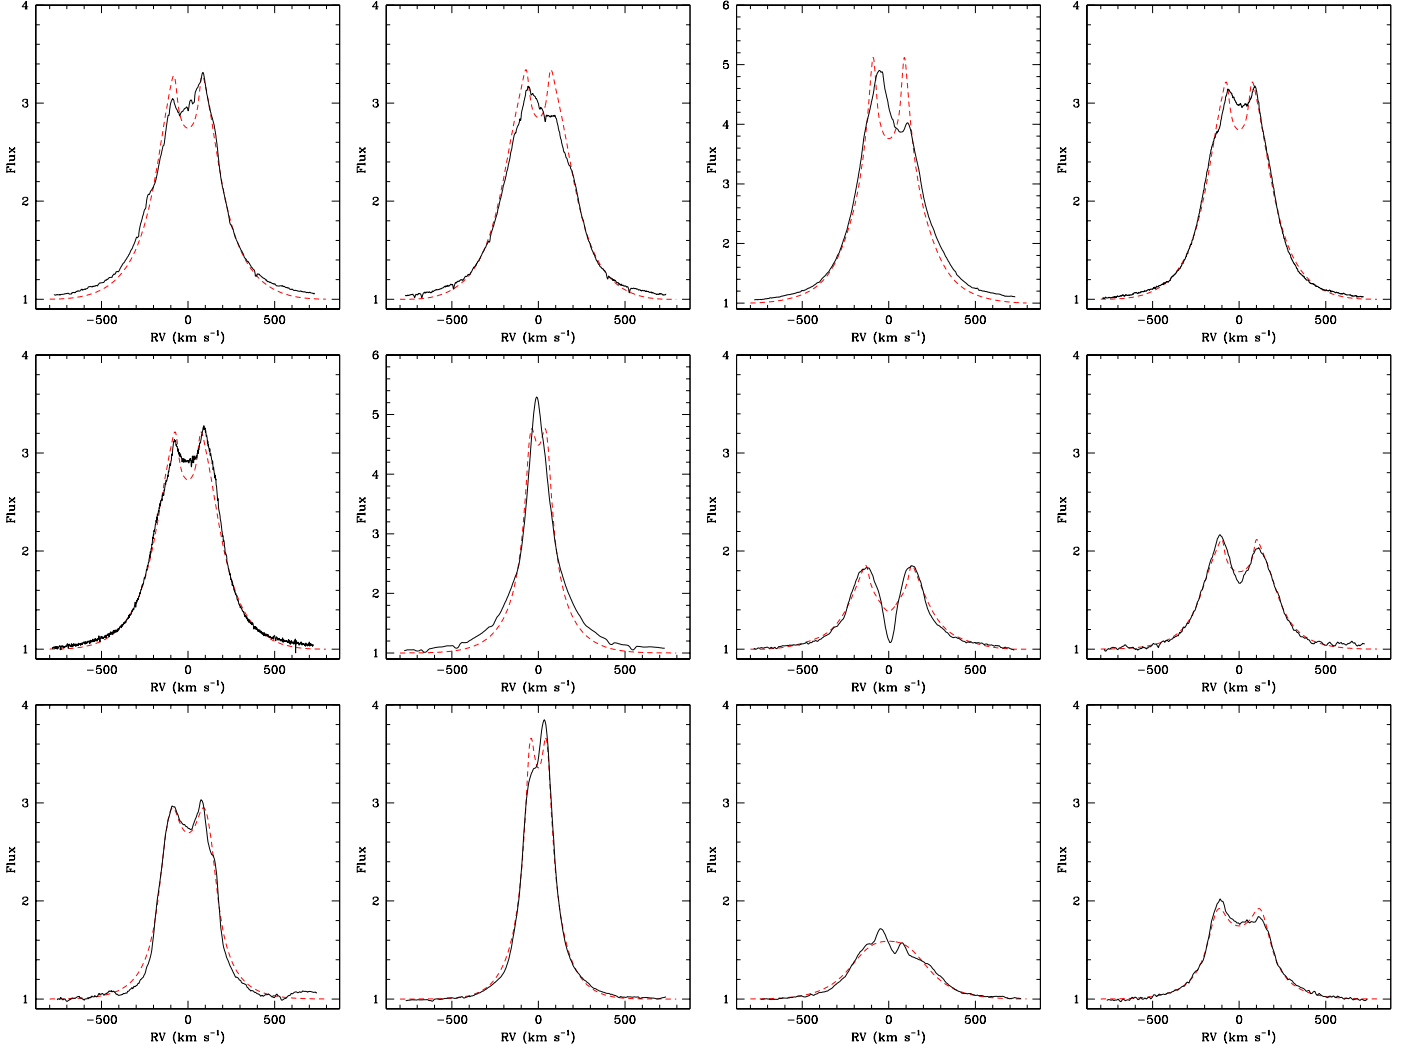 4 4 6 4
5
3 3 3
Flux Flux Flux 4 Flux
3
2 2 2
2
1 1 1 1
−500 0 500 −500 0 500 −500 0 500 −500 0 500
RV (km s⁻¹) RV (km s⁻¹) RV (km s⁻¹) RV (km s⁻¹)
4 6 4 4
5
3 3 3
Flux Flux 4 Flux Flux
3
2 2 2
2
1 1 1 1
−500 0 500 −500 0 500 −500 0 500 −500 0 500
RV (km s⁻¹) RV (km s⁻¹) RV (km s⁻¹) RV (km s⁻¹)
4 4 4 4
3 3 3 3
Flux Flux Flux Flux
2 2 2 2
1 1 1 1
−500 0 500 −500 0 500 −500 0 500 −500 0 500
RV (km s⁻¹) RV (km s⁻¹) RV (km s⁻¹) RV (km s⁻¹)